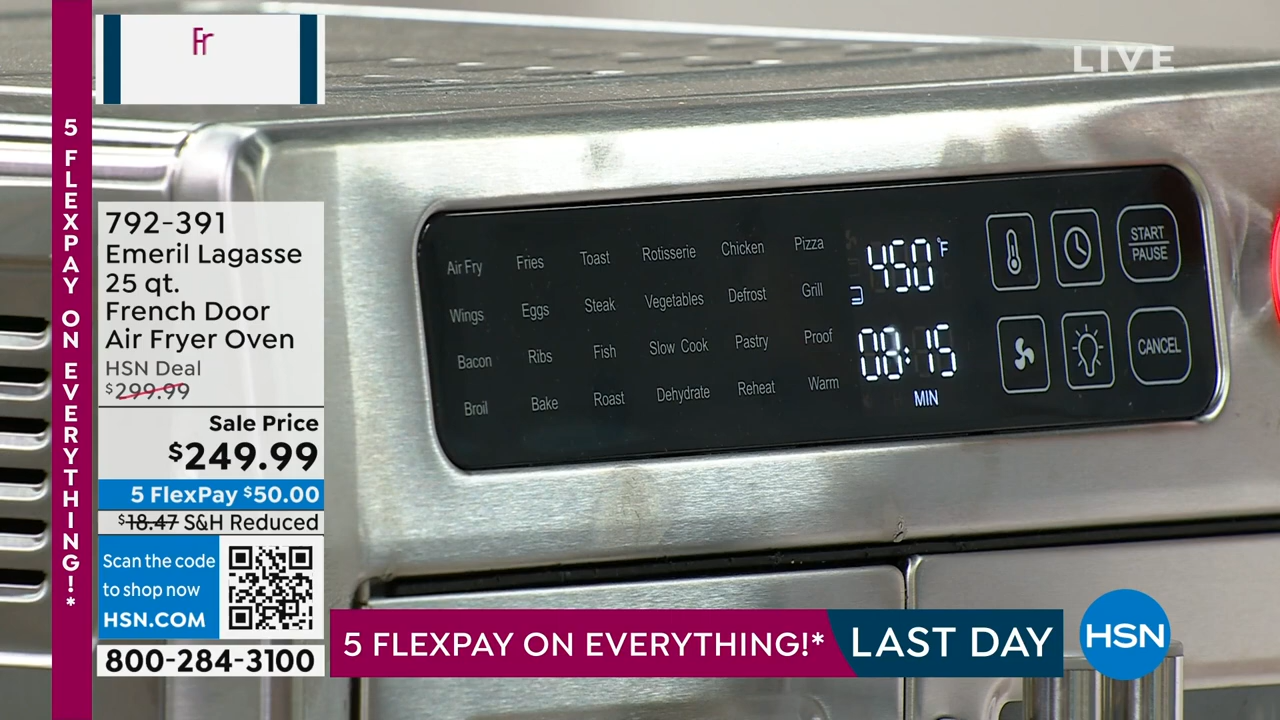 LIVE
Fr
5 FLEXPAY ON EVERYTHING!*
792-391
Emeril Lagasse
25 qt.
French Door
Air Fryer Oven
HSN Deal
$299.99
Sale Price
$249.99
5 FlexPay $50.00
$18.47 S&H Reduced
Scan the code
to shop now
HSN.COM
800-284-3100
Air Fry Fries Toast Rotisserie Chicken Pizza
Wings Eggs Steak Vegetables Defrost Grill
Bacon Ribs Fish Slow Cook Pastry Proof
Broil Bake Roast Dehydrate Reheat Warm
450°F
08:15
MIN
START
PAUSE
CANCEL
5 FLEXPAY ON EVERYTHING!*
LAST DAY
HSN